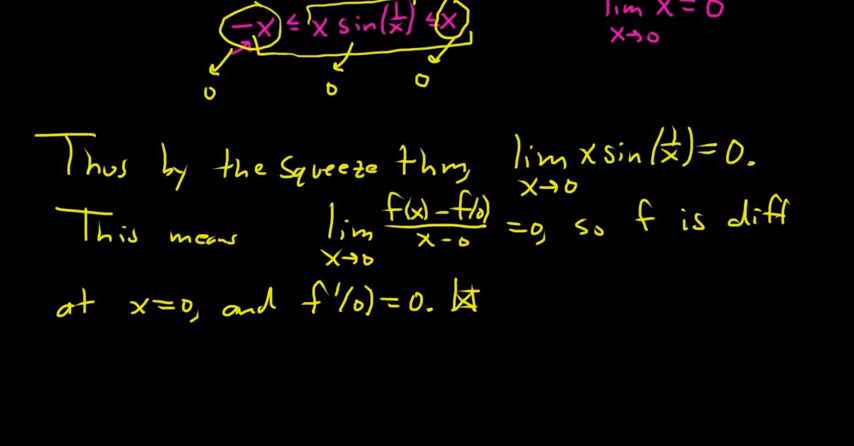 -x ≤ x sin(1/x) ≤ x
lim x = 0
x→0
0 0 0
Thus by the squeeze thm, lim x sin(1/x) = 0.
x→0
This means lim f(x) - f(0) / x - 0 = 0, so f is diff
x→0
at x=0, and f'(0) = 0.